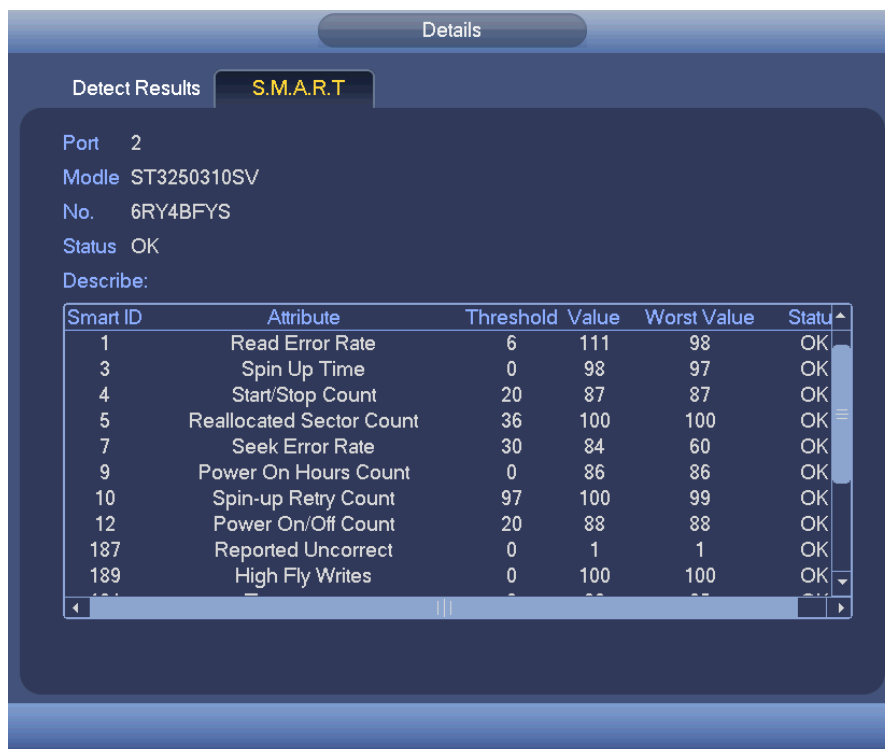 Details
Detect Results S.M.A.R.T
Port 2
Modle ST3250310SV
No. 6RY4BFYS
Status OK
Describe:
Smart ID Attribute Threshold Value Worst Value Statu
1 Read Error Rate 6 111 98 OK
3 Spin Up Time 0 98 97 OK
4 Start/Stop Count 20 87 87 OK
5 Reallocated Sector Count 36 100 100 OK
7 Seek Error Rate 30 84 60 OK
9 Power On Hours Count 0 86 86 OK
10 Spin-up Retry Count 97 100 99 OK
12 Power On/Off Count 20 88 88 OK
187 Reported Uncorrect 0 1 1 OK
189 High Fly Writes 0 100 100 OK